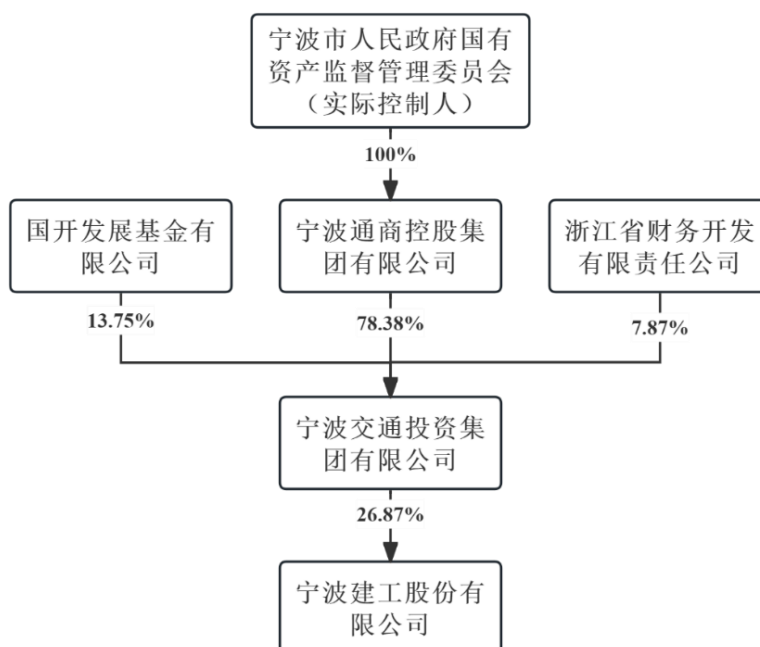 宁波市人民政府国有
资产监督管理委员会
（实际控制人）
100%
国开发展基金有
限公司
宁波通商控股集
团有限公司
浙江省财务开发
有限责任公司
13.75%
78.38%
7.87%
宁波交通投资集
团有限公司
26.87%
宁波建工股份有
限公司